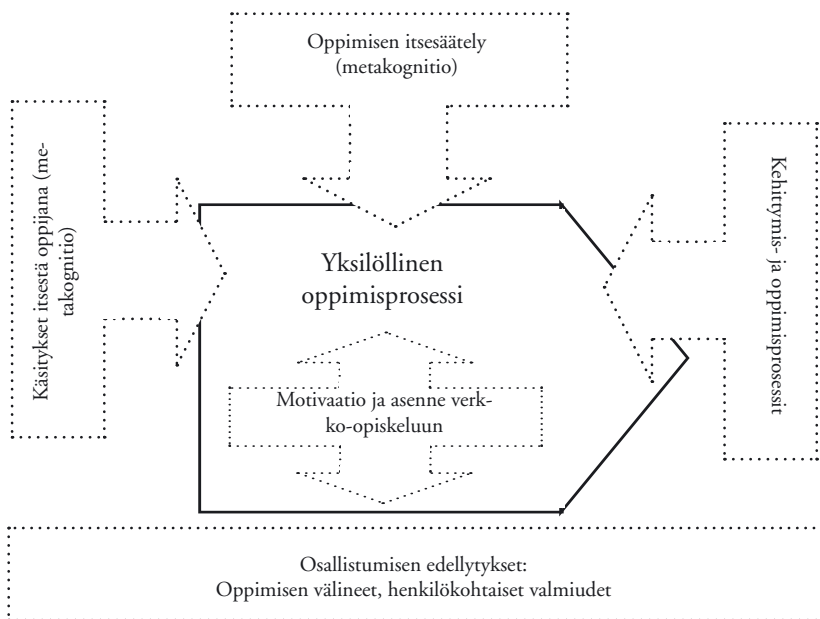 Oppimisen itsesäätely
(metakognitio)
Käsitykset itsestä oppijana (me-
takognitio)
Kehittymis- ja oppimisprosessit
Yksilöllinen
oppimisprosessi
Motivaatio ja asenne verk-
ko-opiskeluun
Osallistumisen edellytykset:
Oppimisen välineet, henkilökohtaiset valmiudet